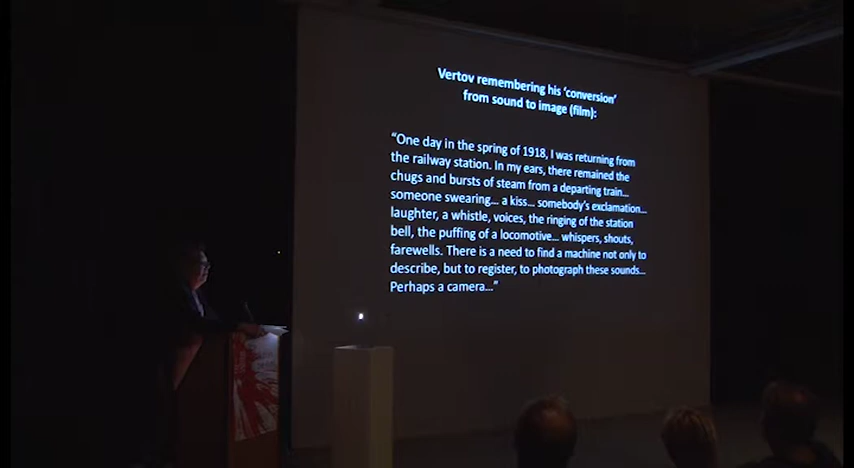 Vertov remembering his ‘conversion’
from sound to image (film):
“One day in the spring of 1918, I was returning from
the railway station. In my ears, there remained the
chugs and bursts of steam from a departing train...
someone swearing... a kiss... somebody’s exclamation...
laughter, a whistle, voices, the ringing of the station
bell, the puffing of a locomotive... whispers, shouts,
farewells. There is a need to find a machine not only to
describe, but to register, to photograph these sounds...
Perhaps a camera...”